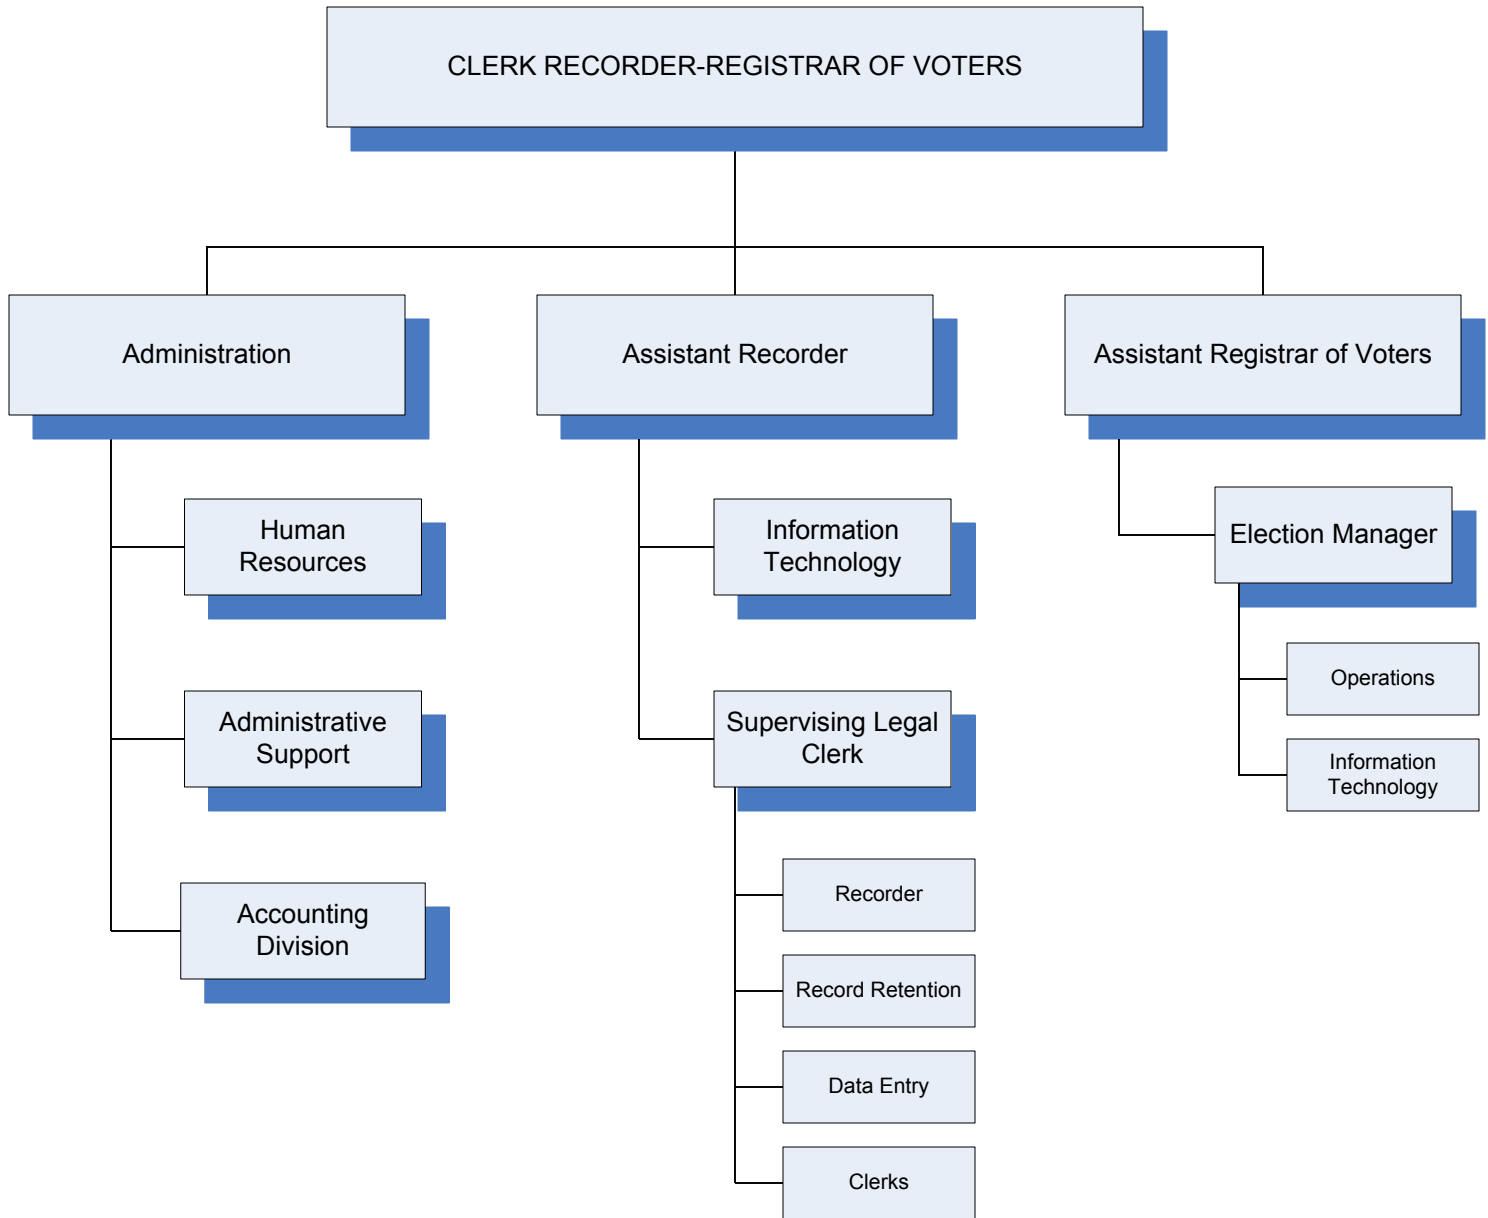 CLERK RECORDER-REGISTRAR OF VOTERS
Administration
Human
Resources
Administrative
Support
Accounting
Division
Assistant Recorder
Information
Technology
Supervising Legal
Clerk
Recorder
Record Retention
Data Entry
Clerks
Assistant Registrar of Voters
Election Manager
Operations
Information
Technology